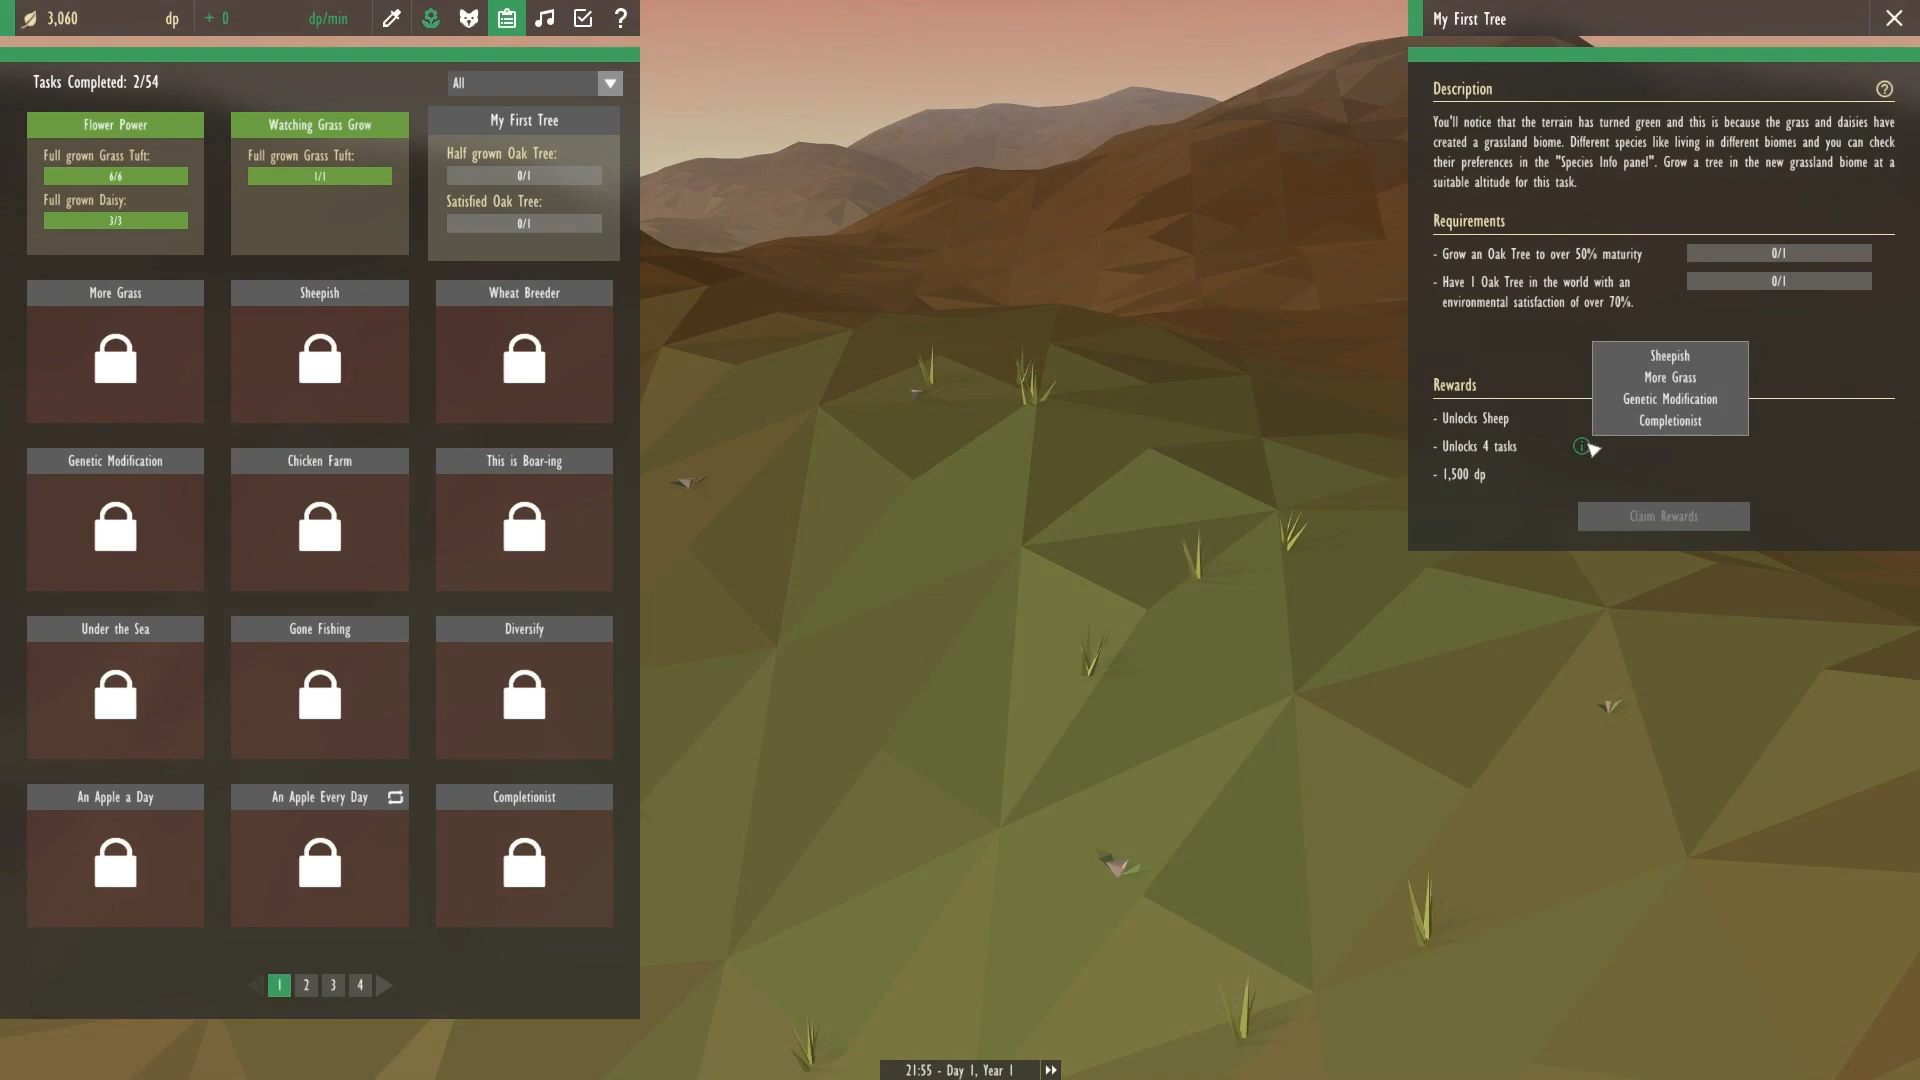 3,060 dp + 0 dp/min ?
Tasks Completed: 2/54
All
Flower Power
Full grown Grass Tuft:
6/6
Full grown Daisy:
3/3
Watching Grass Grow
Full grown Grass Tuft:
1/1
My First Tree
Half grown Oak Tree:
0/1
Satisfied Oak Tree:
0/1
More Grass
Sheepish
Wheat Breeder
Genetic Modification
Chicken Farm
This is Boar-ing
Under the Sea
Gone Fishing
Diversify
An Apple a Day
An Apple Every Day
Completionist
1 2 3 4
My First Tree
Description
?
You'll notice that the terrain has turned green and this is because the grass and daisies have
created a grassland biome. Different species like living in different biomes and you can check
their preferences in the "Species Info panel". Grow a tree in the new grassland biome at a
suitable altitude for this task.
Requirements
- Grow an Oak Tree to over 50% maturity
0/1
- Have 1 Oak Tree in the world with an
environmental satisfaction of over 70%.
0/1
Sheepish
More Grass
Genetic Modification
Completionist
Rewards
- Unlocks Sheep
- Unlocks 4 tasks
i
- 1,500 dp
Claim Rewards
21:55 - Day 1, Year 1